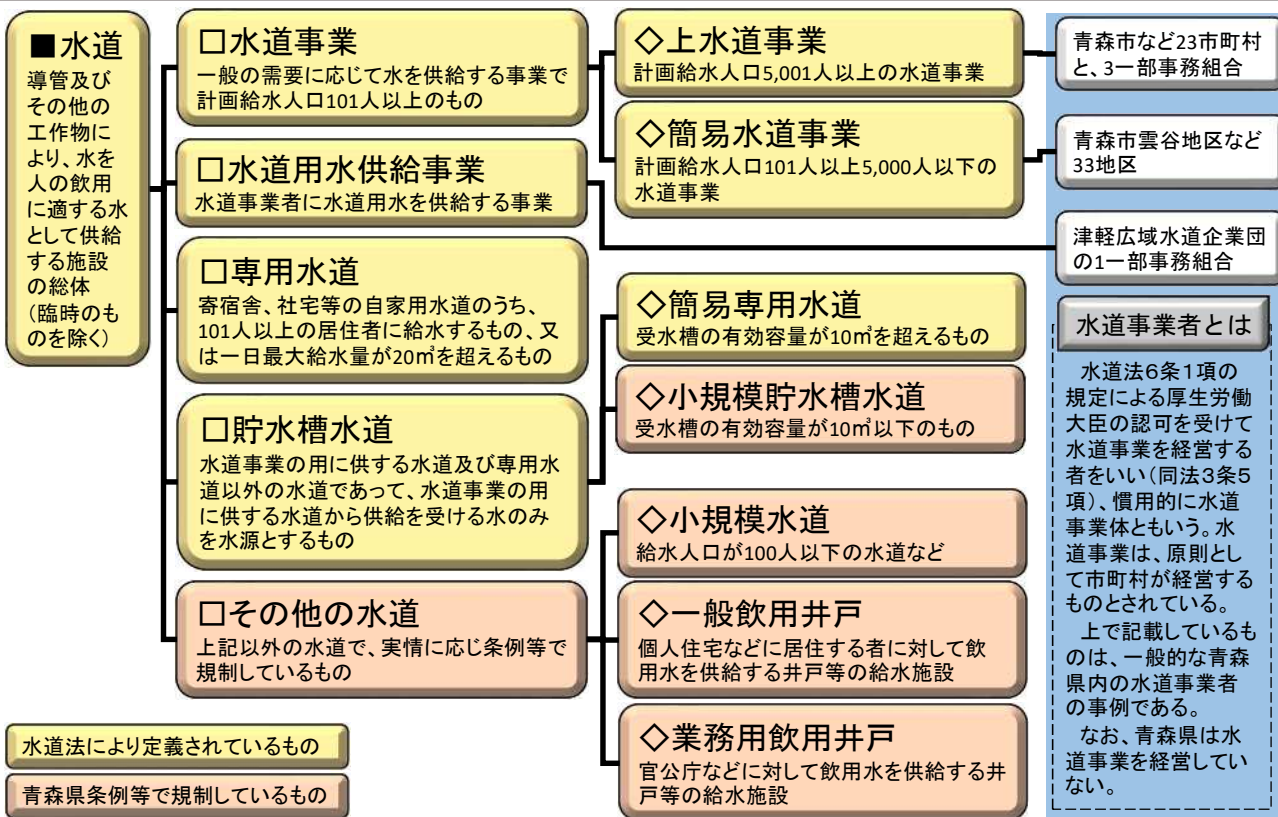 ■水道
導管及び
その他の
工作物に
より、水を
人の飲用
に適する水
として供給
する施設
の総体
(臨時のも
のを除く)
□水道事業
一般の需要に応じて水を供給する事業で
計画給水人口101人以上のもの
□水道用水供給事業
水道事業者に水道用水を供給する事業
□専用水道
寄宿舎、社宅等の自家用水道のうち、
101人以上の居住者に給水するもの、又
は一日最大給水量が20㎥を超えるもの
□貯水槽水道
水道事業の用に供する水道及び専用水
道以外の水道であって、水道事業の用
に供する水道から供給を受ける水のみ
を水源とするもの
□その他の水道
上記以外の水道で、実情に応じ条例等で
規制しているもの
◇上水道事業
計画給水人口5,001人以上の水道事業
◇簡易水道事業
計画給水人口101人以上5,000人以下の
水道事業
◇簡易専用水道
受水槽の有効容量が10㎥を超えるもの
◇小規模貯水槽水道
受水槽の有効容量が10㎥以下のもの
◇小規模水道
給水人口が100人以下の水道など
◇一般飲用井戸
個人住宅などに居住する者に対して飲
用水を供給する井戸等の給水施設
◇業務用飲用井戸
官公庁などに対して飲用水を供給する井
戸等の給水施設
青森市など23市町村
と、3一部事務組合
青森市雲谷地区など
33地区
津軽広域水道企業団
の1一部事務組合
水道事業者とは
水道法6条1項の
規定による厚生労働
大臣の認可を受けて
水道事業を経営する
者をいい(同法3条5
項)、慣用的に水道
事業体ともいう。水
道事業は、原則とし
て市町村が経営する
ものとされている。
上で記載しているも
のは、一般的な青森
県内の水道事業者
の事例である。
なお、青森県は水
道事業を経営してい
ない。
水道法により定義されているもの
青森県条例等で規制しているもの